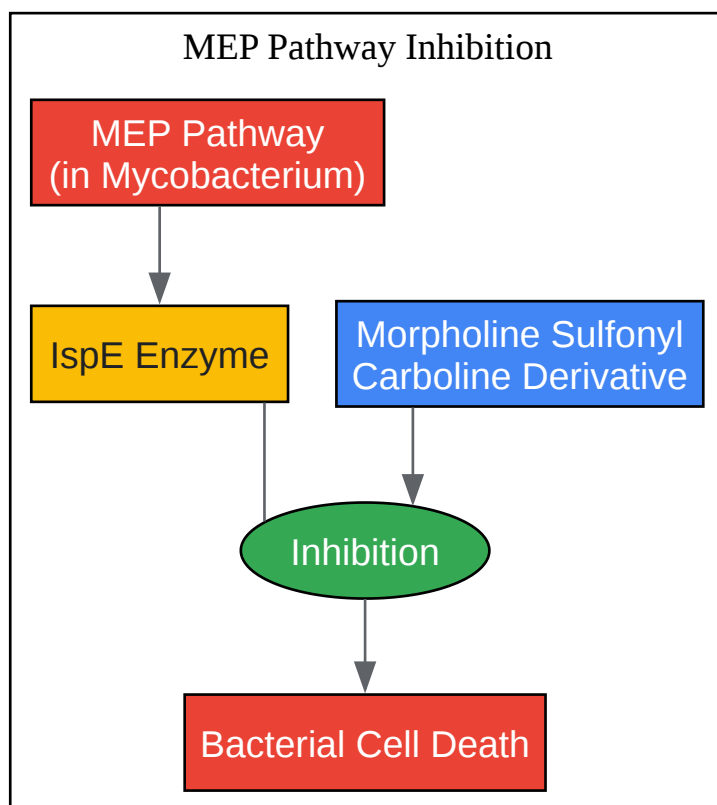 MEP Pathway Inhibition
MEP Pathway
(in Mycobacterium)
IspE Enzyme
Morpholine Sulfonyl
Carboline Derivative
Inhibition
Bacterial Cell Death